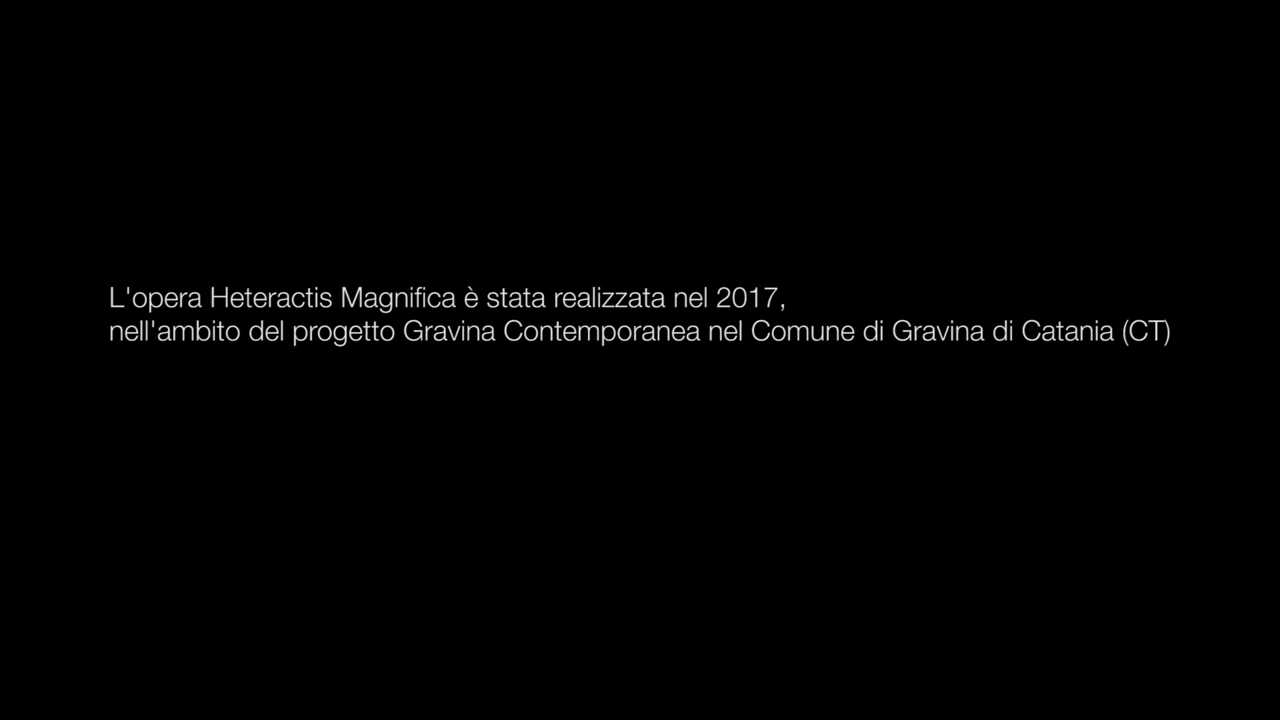 L'opera Heteractis Magnifica è stata realizzata nel 2017,
nell'ambito del progetto Gravina Contemporanea nel Comune di Gravina di Catania (CT)